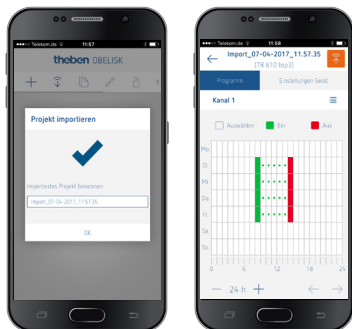 Telekom.de
11:57
theben OBELISK
Projekt importieren
Importiertes Projekt benennen:
Import_07-04-2017_11.57.35
OK
Telekom.de
11:58
Import_07-04-2017_11.57.35
(TR 610 top3)
Programm
Einstellungen Gerät
Kanal 1
Auswählen
Ein
Aus
Mo.
Di.
Mi.
Do.
Fr.
Sa.
So.
0 6 12 18 24
— 24 h +